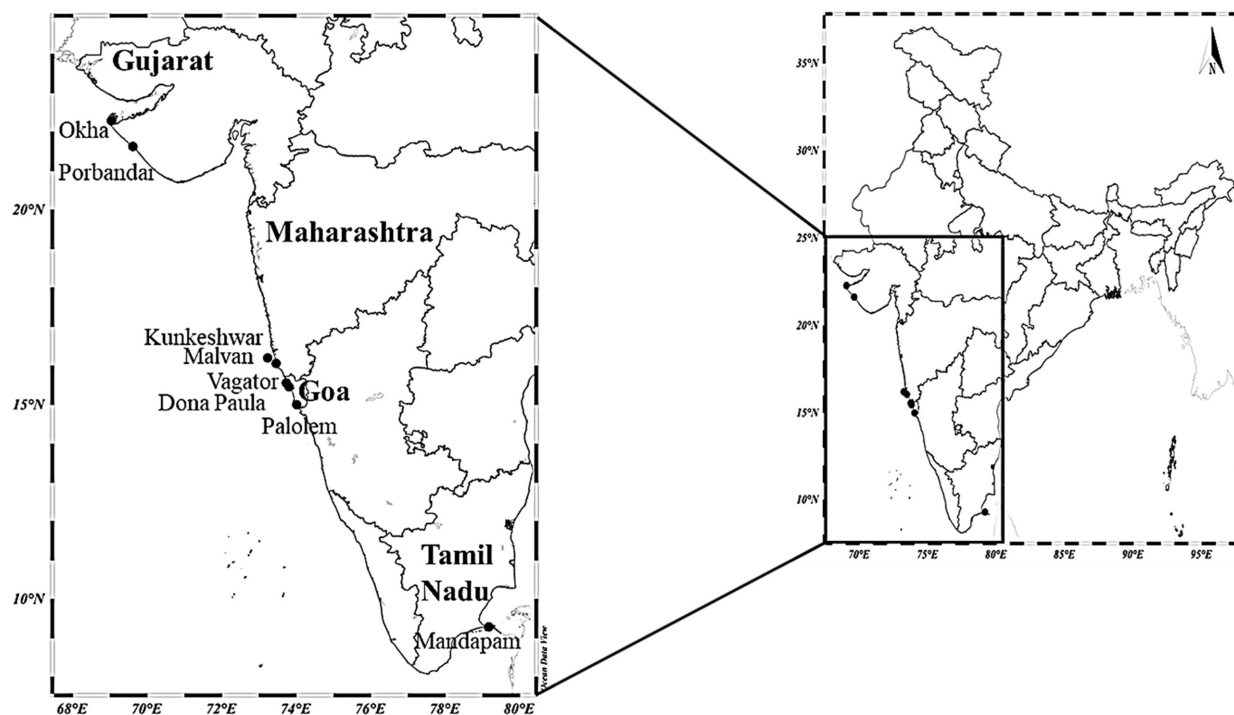 Gujarat
Okha
Porbandar
20°N
Maharashtra
Kunkeshwar
Malvan
Vagator
Goa
Dona Paula
15°N
Palolem
Tamil
Nadu
10°N
Mandapam
Ocean Data View
68°E 70°E 72°E 74°E 76°E 78°E 80°E
N
35°N
30°N
25°N
20°N
15°N
10°N
70°E 75°E 80°E 85°E 90°E 95°E